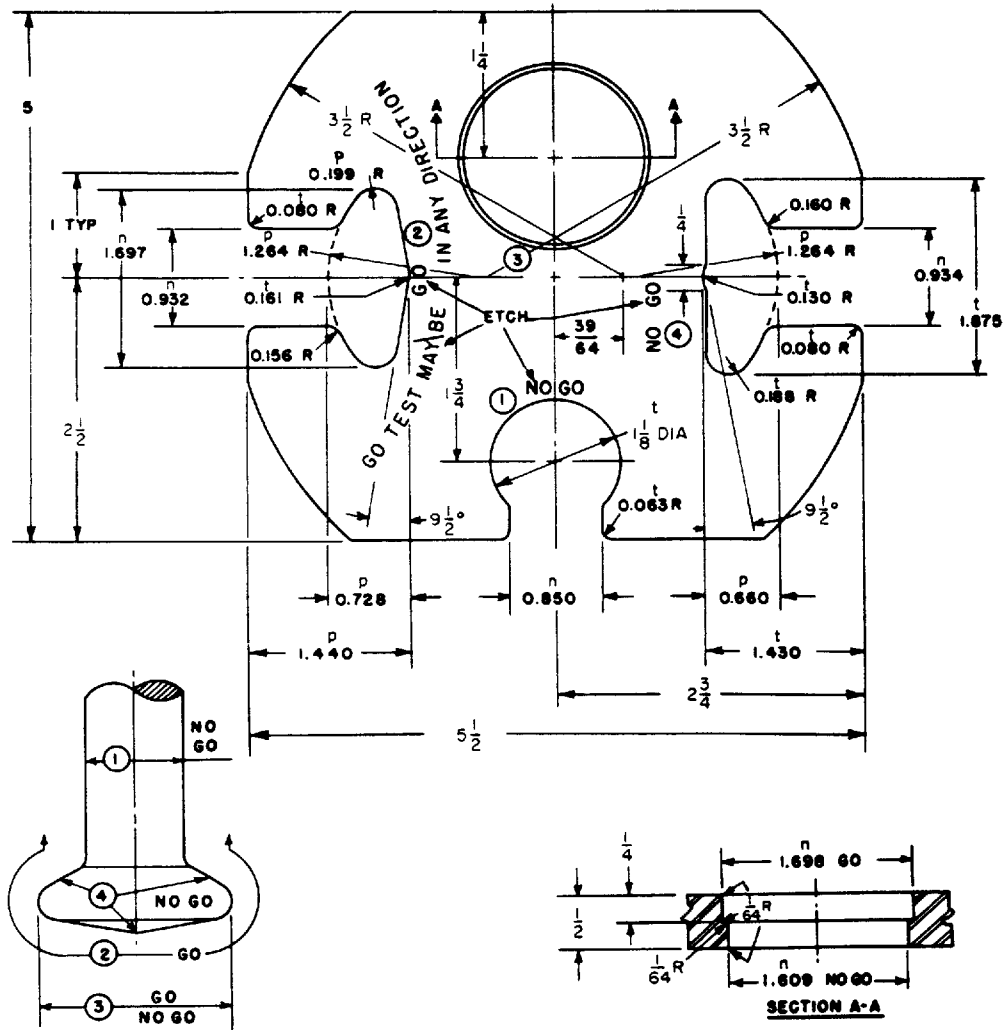 1 1/4
5
A A
3 1/2 R
3 1/2 R
p
0.199 R
t
0.080 R
0.160 R
1 TYP
n
1.697
p
1.264 R
2
3
1/4
p
1.264 R
n
0.932
t
0.161 R
GO
ETCH
NO GO
4
t
0.130 R
n
0.934
t
1.875
0.156 R
39/64
t
0.080 R
t
0.188 R
GO TEST MAY BE IN ANY DIRECTION
1 3/4
1
NO GO
t
1 1/8 DIA
2 1/2
9 1/2°
t
0.063 R
9 1/2°
p
0.728
n
0.850
p
0.660
p
1.440
t
1.430
2 3/4
5 1/2
1
NO
GO
4
NO GO
2
GO
3
GO
NO GO
1/4
1/2
n
1.698 GO
1/64 R
1/64 R
n
1.609 NO GO
SECTION A-A